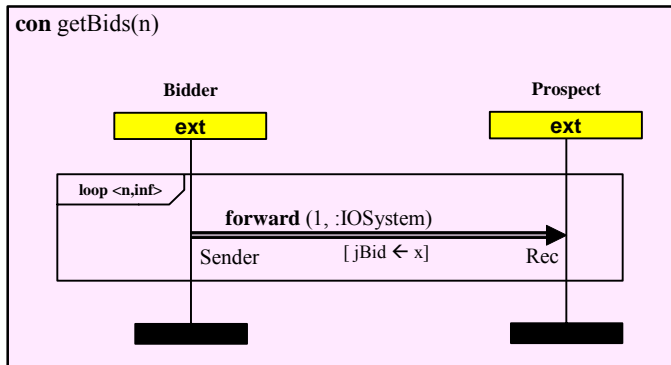 con getBids(n)
Bidder
Prospect
ext
ext
loop <n,inf>
forward (1, :IOSystem)
Sender
[ jBid ← x]
Rec